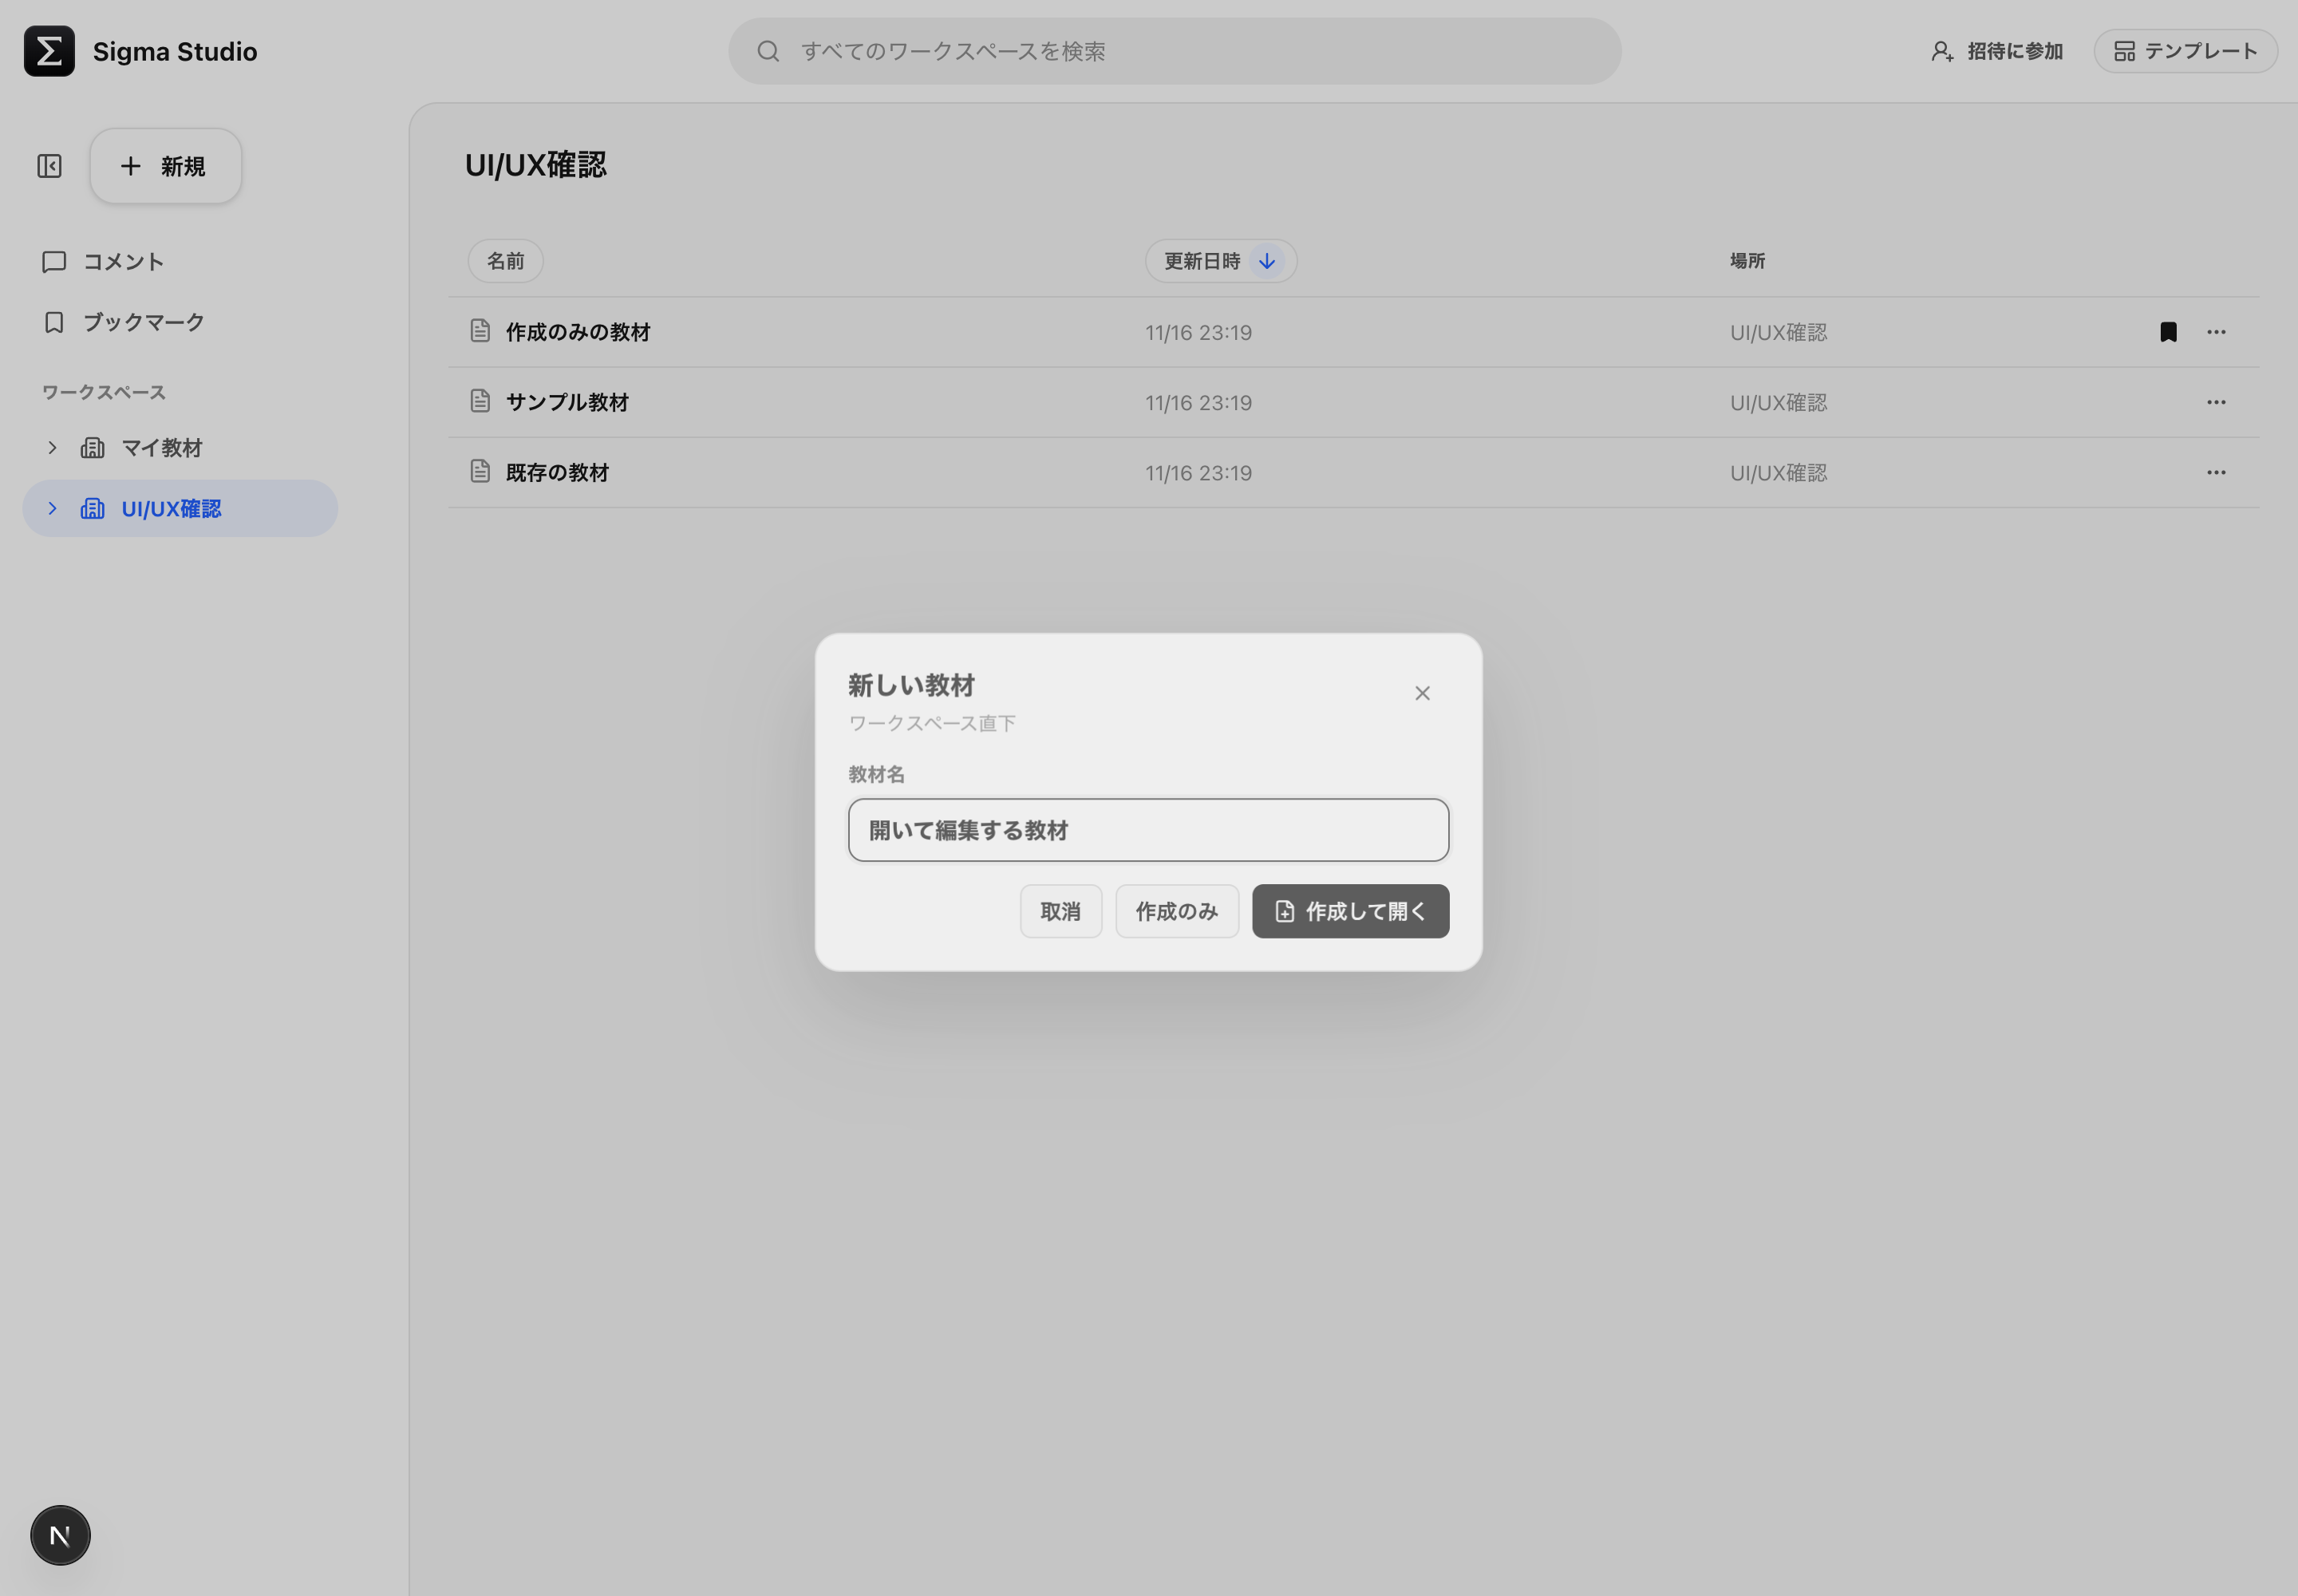 Sigma Studio
すべてのワークスペースを検索
招待に参加
テンプレート
新規
コメント
ブックマーク
ワークスペース
マイ教材
UI/UX確認
UI/UX確認
名前 更新日時 場所
作成のみの教材 11/16 23:19 UI/UX確認
サンプル教材 11/16 23:19 UI/UX確認
既存の教材 11/16 23:19 UI/UX確認
新しい教材
ワークスペース直下
教材名
開いて編集する教材
取消 作成のみ 作成して開く
N